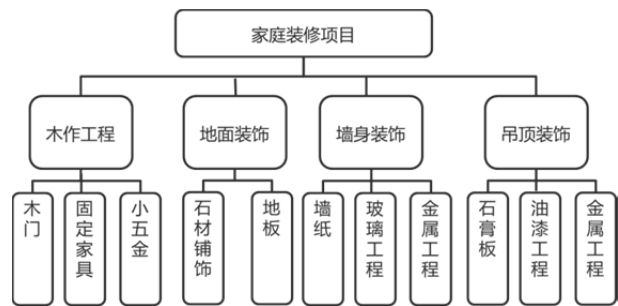 家庭装修项目
木作工程
地面装饰
墙身装饰
吊顶装饰
木门
固定家具
小五金
石材铺饰
地板
墙纸
玻璃工程
金属工程
石膏板
油漆工程
金属工程